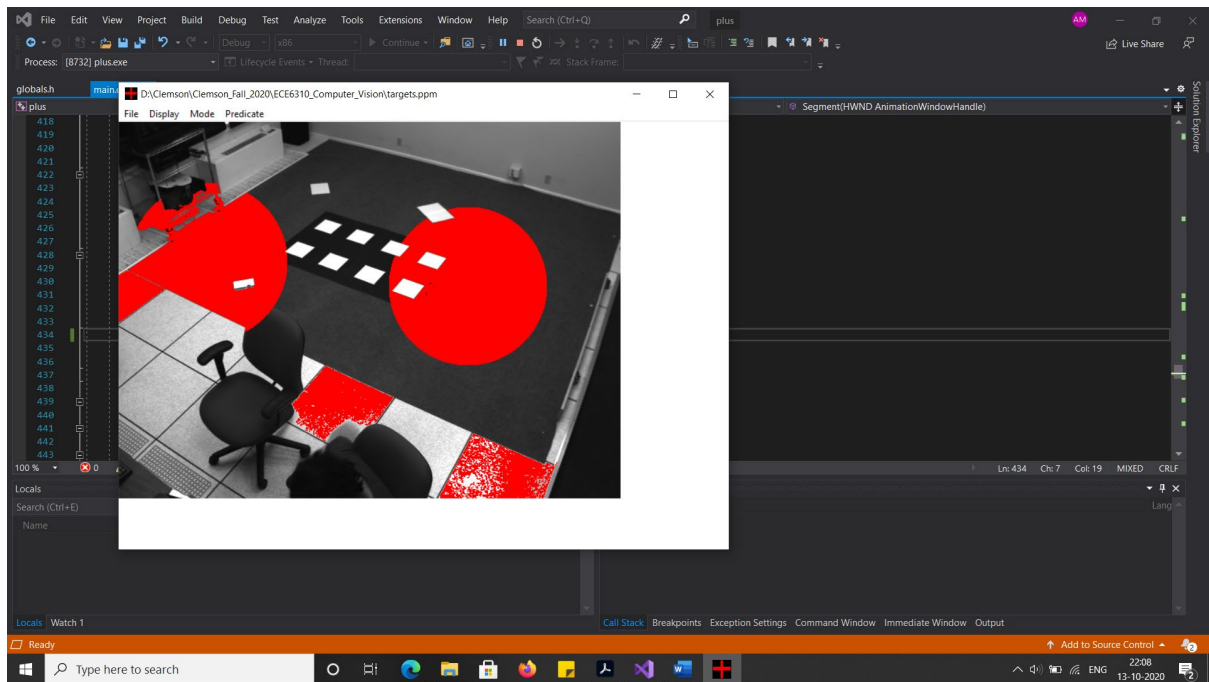 File Edit View Project Build Debug Test Analyze Tools Extensions Window Help Search (Ctrl+Q) plus AM
Debug x86 Continue Live Share
Process: [8732] plus.exe Lifecycle Events Thread: Stack Frame:
globals.h main.
D:\Clemson\Clemson_Fall_2020\ECE6310_Computer_Vision\targets.ppm
plus Segment(HWND AnimationWindowHandle)
File Display Mode Predicate
Solution Explorer
418
419
420
421
422
423
424
425
426
427
428
429
430
431
432
433
434
435
436
437
438
439
440
441
442
443
100 % 0 Ln: 434 Ch: 7 Col: 19 MIXED CRLF
Locals
Search (Ctrl+E) Lang
Name
Locals Watch 1 Call Stack Breakpoints Exception Settings Command Window Immediate Window Output
Ready Add to Source Control 2
Type here to search ENG 22:08
13-10-2020 2